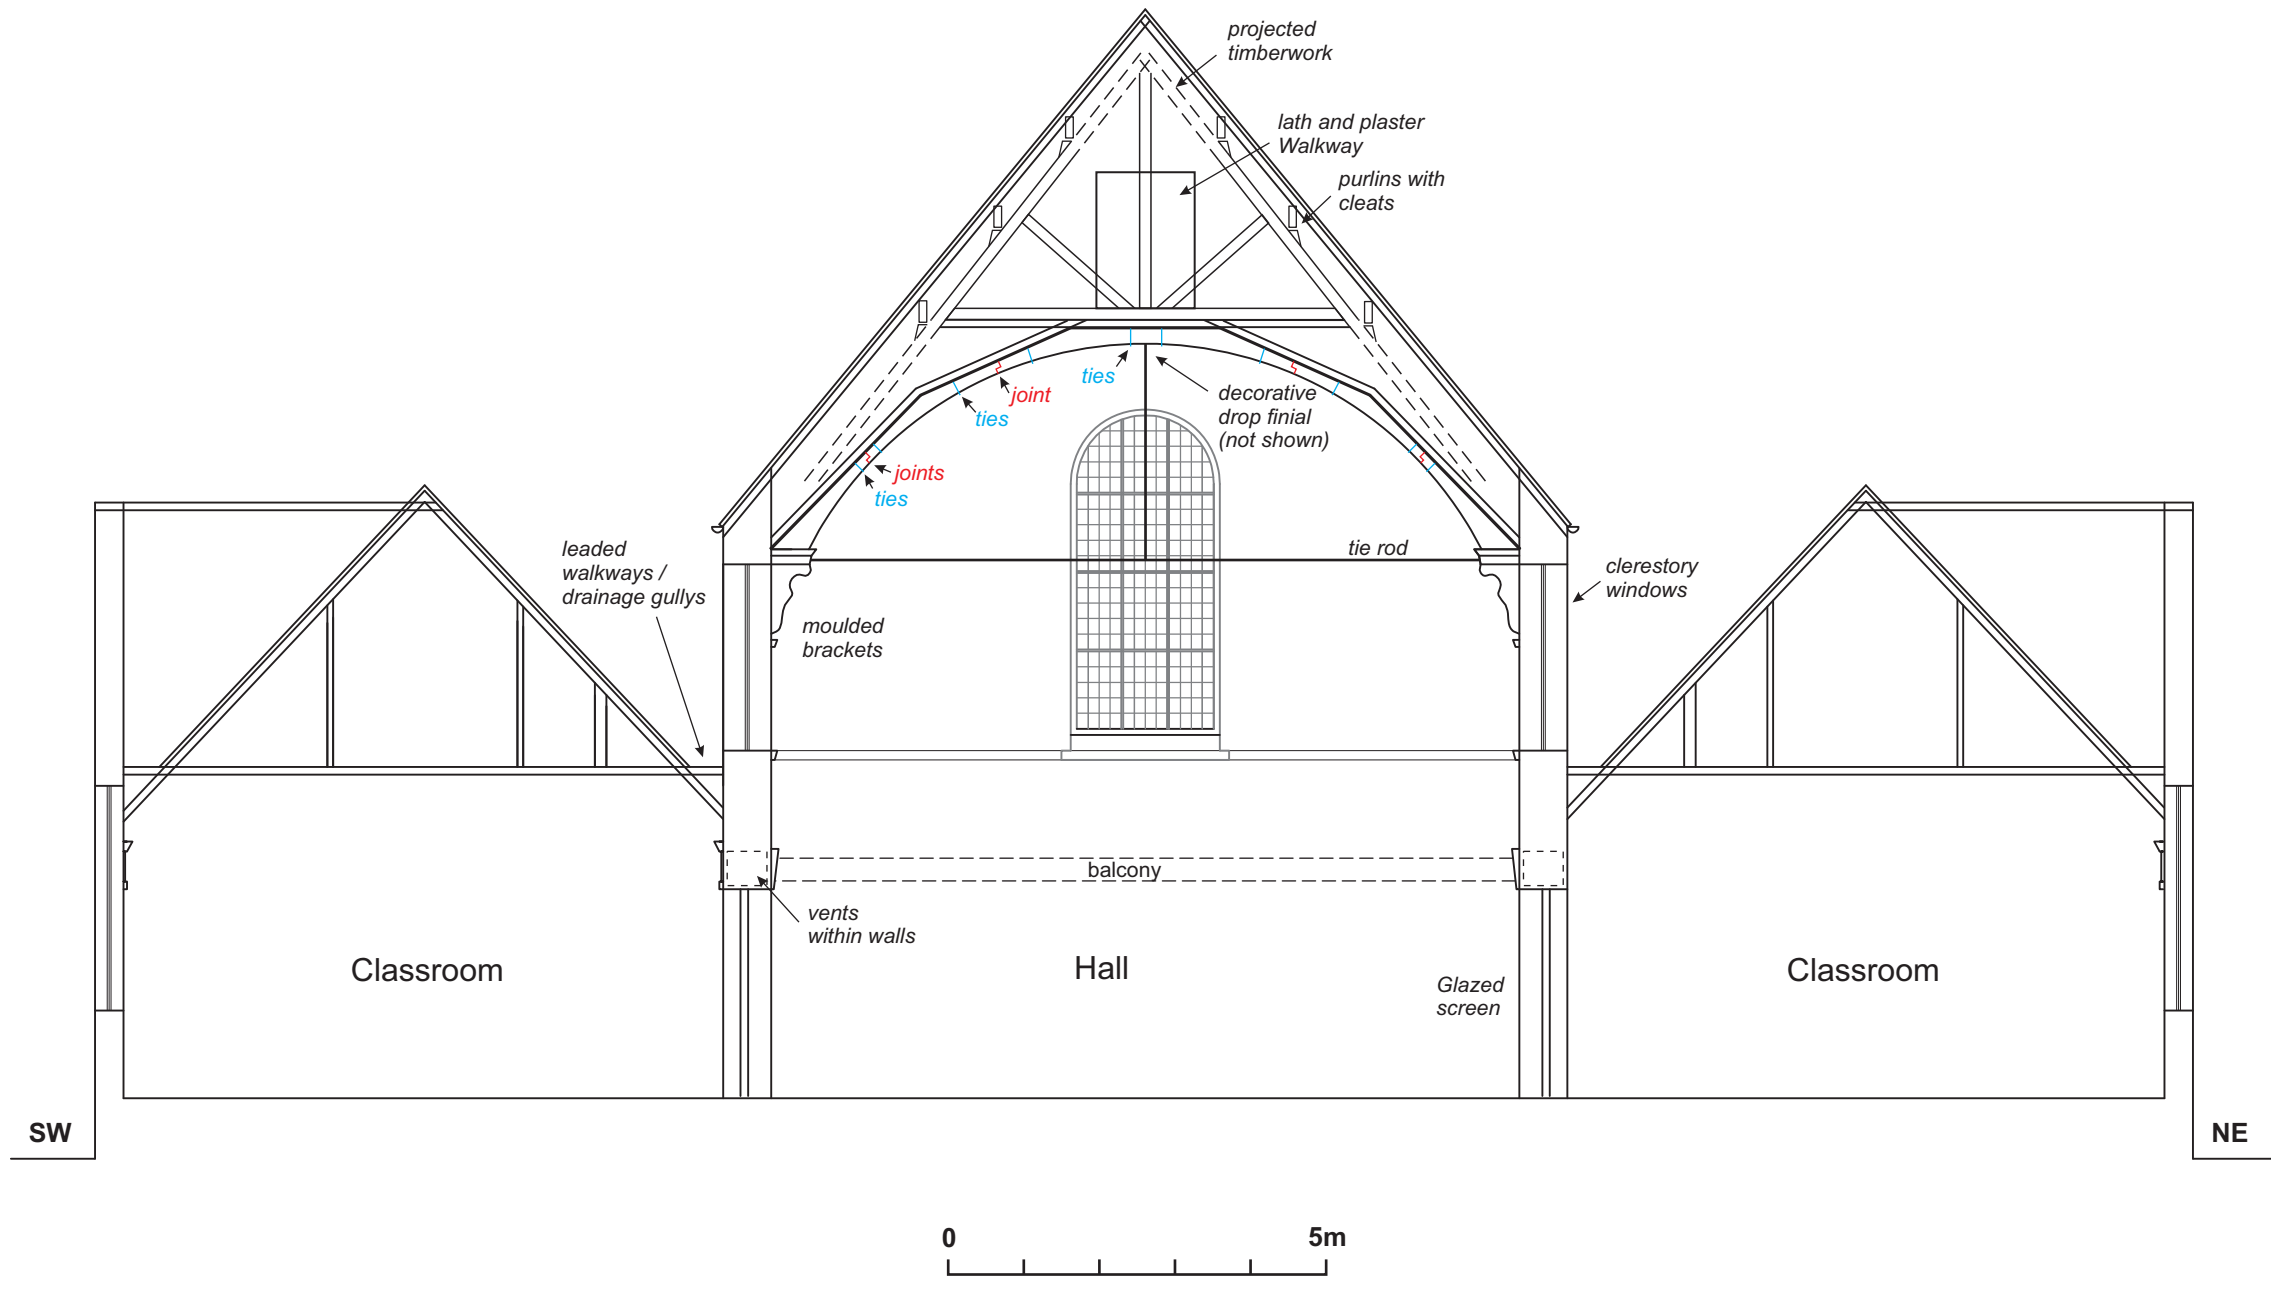 projected
timberwork
lath and plaster
Walkway
purlins with
cleats
ties
joint
ties
decorative
drop finial
(not shown)
joints
ties
leaded
walkways /
drainage gullys
tie rod
clerestory
windows
moulded
brackets
balcony
vents
within walls
Classroom
Hall
Glazed
screen
Classroom
SW
NE
0
5m